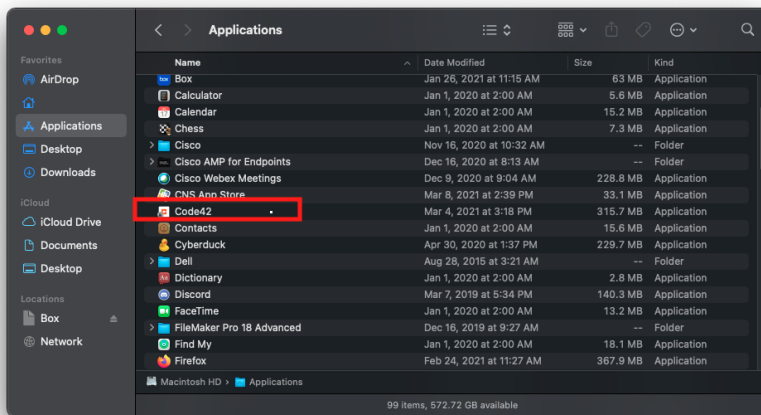 Applications
Favorites
AirDrop
Applications
Desktop
Downloads
iCloud
iCloud Drive
Documents
Desktop
Locations
Box
Network
Name Date Modified Size Kind
Box Jan 26, 2021 at 11:15 AM 63 MB Application
Calculator Jan 1, 2020 at 2:00 AM 5.6 MB Application
Calendar Jan 1, 2020 at 2:00 AM 15.2 MB Application
Chess Jan 1, 2020 at 2:00 AM 7.3 MB Application
Cisco Nov 16, 2020 at 10:32 AM -- Folder
Cisco AMP for Endpoints Dec 16, 2020 at 8:13 AM -- Folder
Cisco Webex Meetings Dec 9, 2020 at 9:04 AM 228.8 MB Application
CNS App Store Mar 8, 2021 at 2:39 PM 33.1 MB Application
Code42 Mar 4, 2021 at 3:18 PM 315.7 MB Application
Contacts Jan 1, 2020 at 2:00 AM 15.6 MB Application
Cyberduck Apr 30, 2020 at 1:37 PM 229.7 MB Application
Dell Aug 28, 2015 at 3:21 AM -- Folder
Dictionary Jan 1, 2020 at 2:00 AM 2.8 MB Application
Discord Mar 7, 2019 at 5:34 PM 140.3 MB Application
FaceTime Jan 1, 2020 at 2:00 AM 13.2 MB Application
FileMaker Pro 18 Advanced Dec 16, 2019 at 9:27 AM -- Folder
Find My Jan 1, 2020 at 2:00 AM 18.1 MB Application
Firefox Feb 24, 2021 at 11:27 AM 367.9 MB Application
Macintosh HD › Applications
99 items, 572.72 GB available